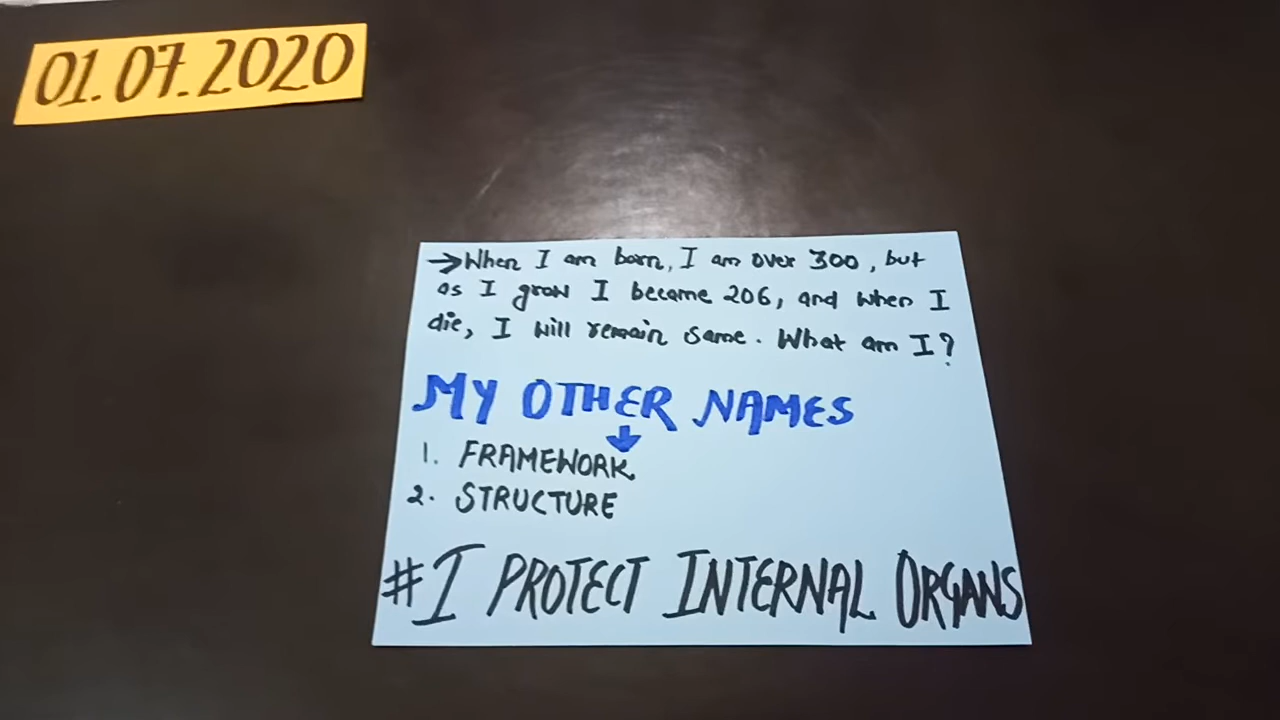 01.07.2020
→When I am born, I am over 300, but
as I grow I become 206, and when I
die, I will remain same. What am I?
MY OTHER NAMES
↓
1. FRAMEWORK
2. STRUCTURE
#I PROTECT INTERNAL ORGANS